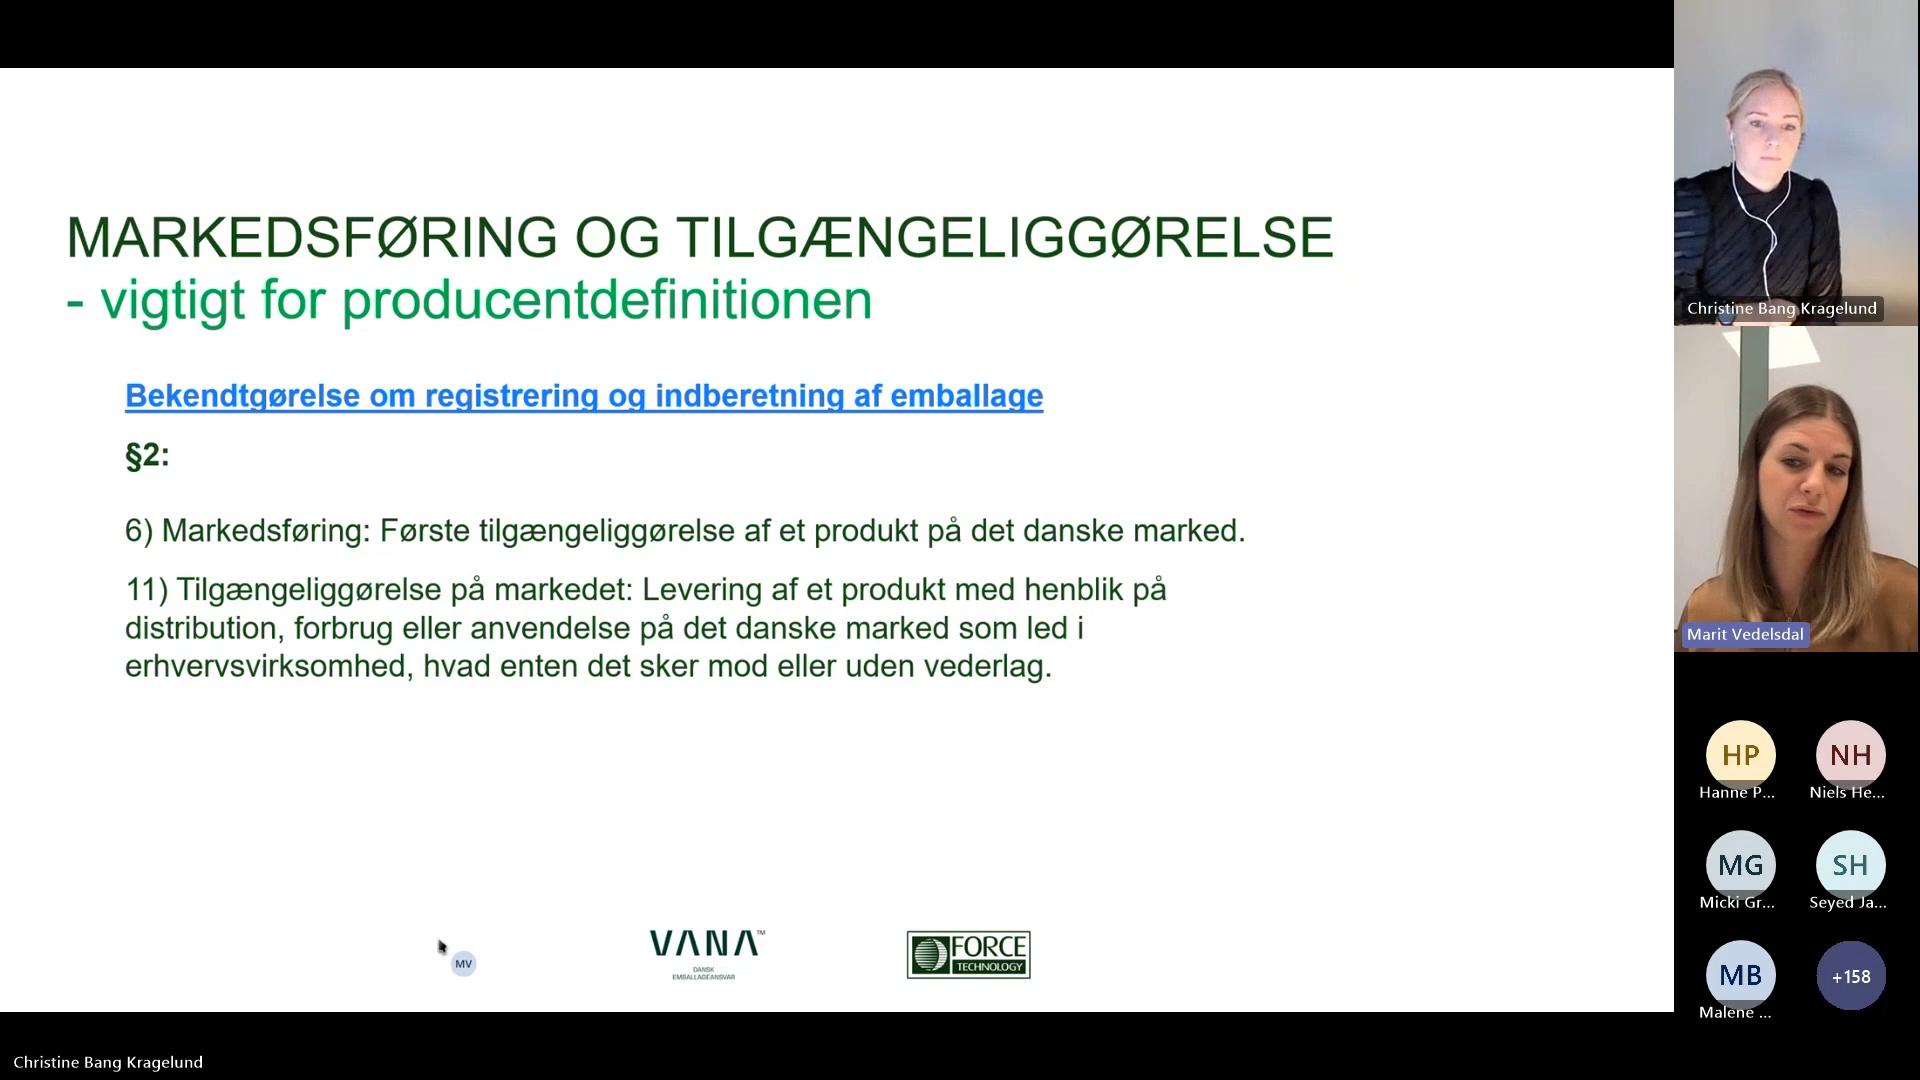 MARKEDSFØRING OG TILGÆNGELIGGØRELSE
- vigtigt for producentdefinitionen
Bekendtgørelse om registrering og indberetning af emballage
§2:
6) Markedsføring: Første tilgængeliggørelse af et produkt på det danske marked.
11) Tilgængeliggørelse på markedet: Levering af et produkt med henblik på
distribution, forbrug eller anvendelse på det danske marked som led i
erhvervsvirksomhed, hvad enten det sker mod eller uden vederlag.
MV
VANA™
DANSK
EMBALLAGEANSVAR
FORCE
TECHNOLOGY
Christine Bang Kragelund
Christine Bang Kragelund
Marit Vedelsdal
HP
Hanne P...
NH
Niels He...
MG
Micki Gr...
SH
Seyed Ja...
MB
Malene ...
+158